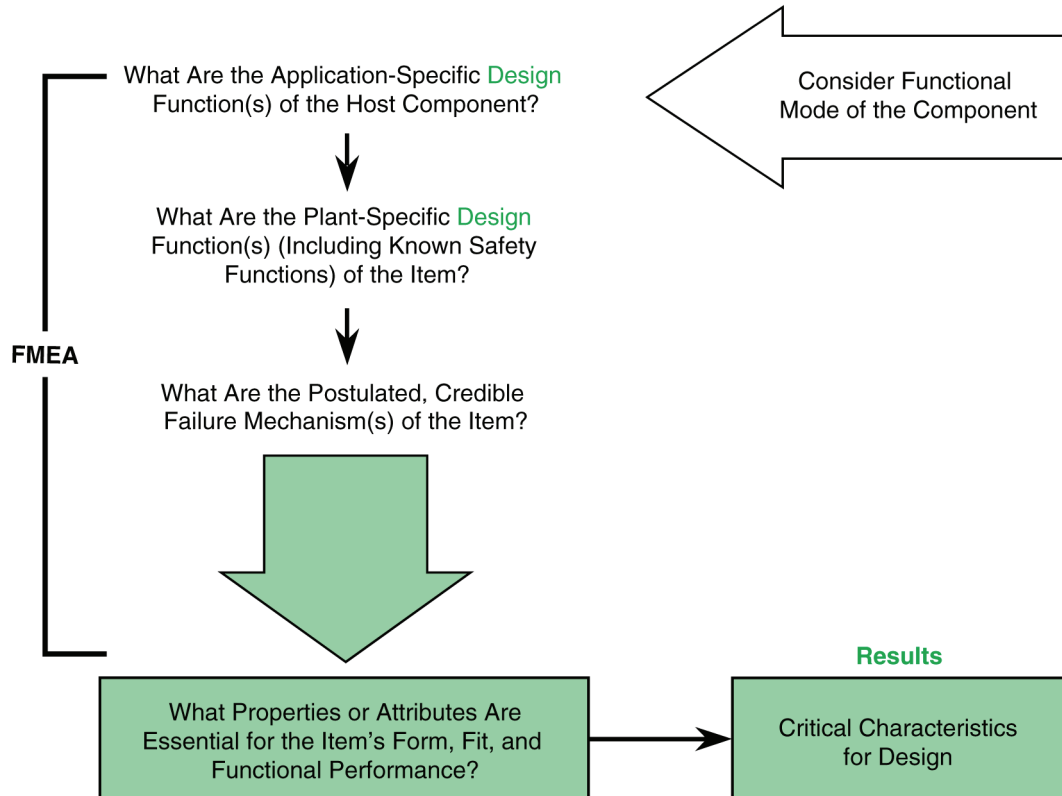 What Are the Application-Specific Design
Function(s) of the Host Component?
Consider Functional
Mode of the Component
What Are the Plant-Specific Design
Function(s) (Including Known Safety
Functions) of the Item?
FMEA
What Are the Postulated, Credible
Failure Mechanism(s) of the Item?
Results
What Properties or Attributes Are
Essential for the Item’s Form, Fit, and
Functional Performance?
Critical Characteristics
for Design